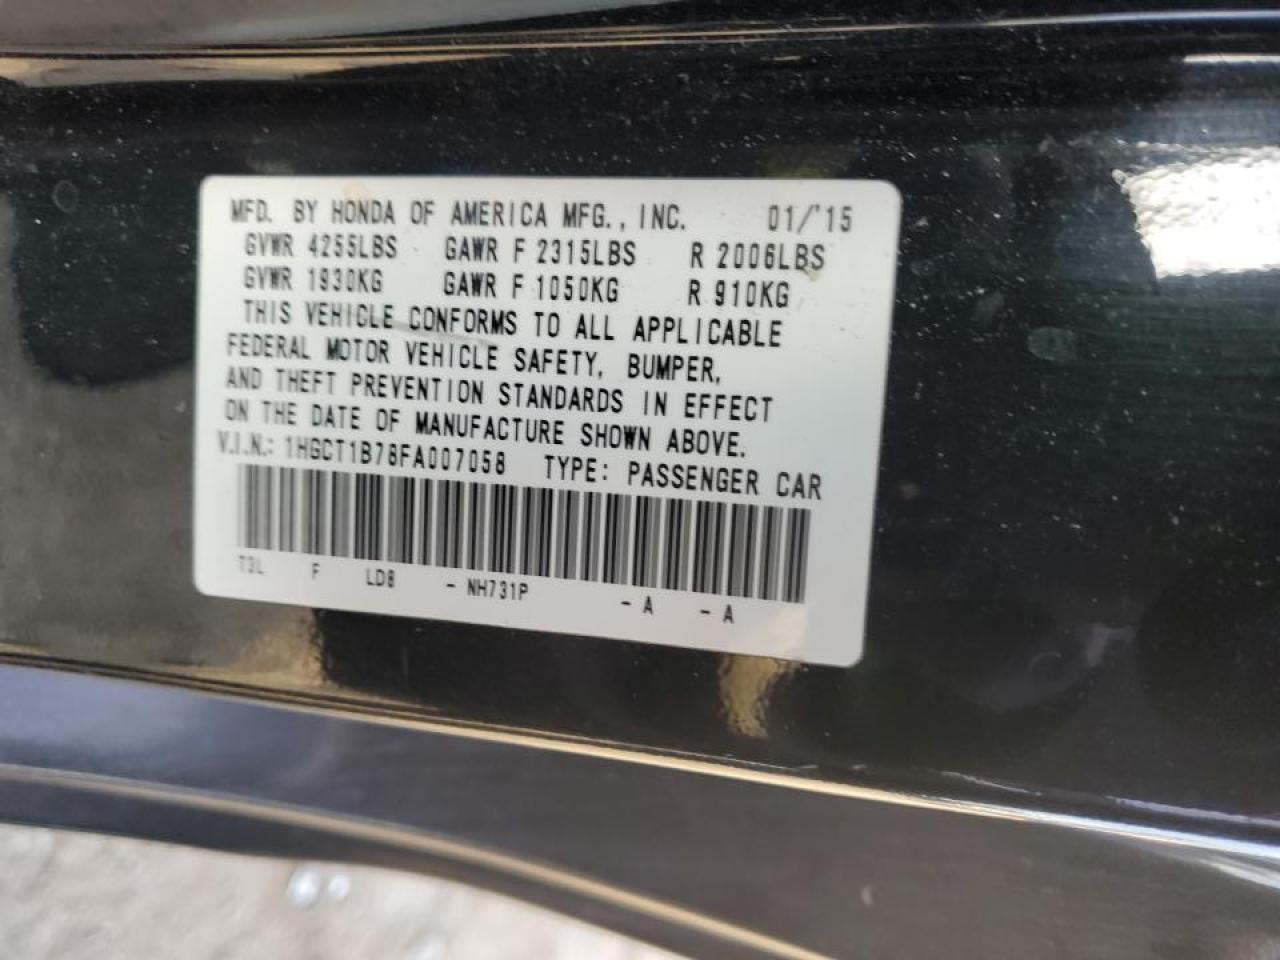 MFD. BY HONDA OF AMERICA MFG., INC. 01/'15
GVWR 4255LBS GAWR F 2315LBS R 2006LBS
GVWR 1930KG GAWR F 1050KG R 910KG
THIS VEHICLE CONFORMS TO ALL APPLICABLE
FEDERAL MOTOR VEHICLE SAFETY, BUMPER,
AND THEFT PREVENTION STANDARDS IN EFFECT
ON THE DATE OF MANUFACTURE SHOWN ABOVE.
V.I.N.: 1HGCT1B78FA007058 TYPE: PASSENGER CAR
T3L F LD8 - NH731P - A - A